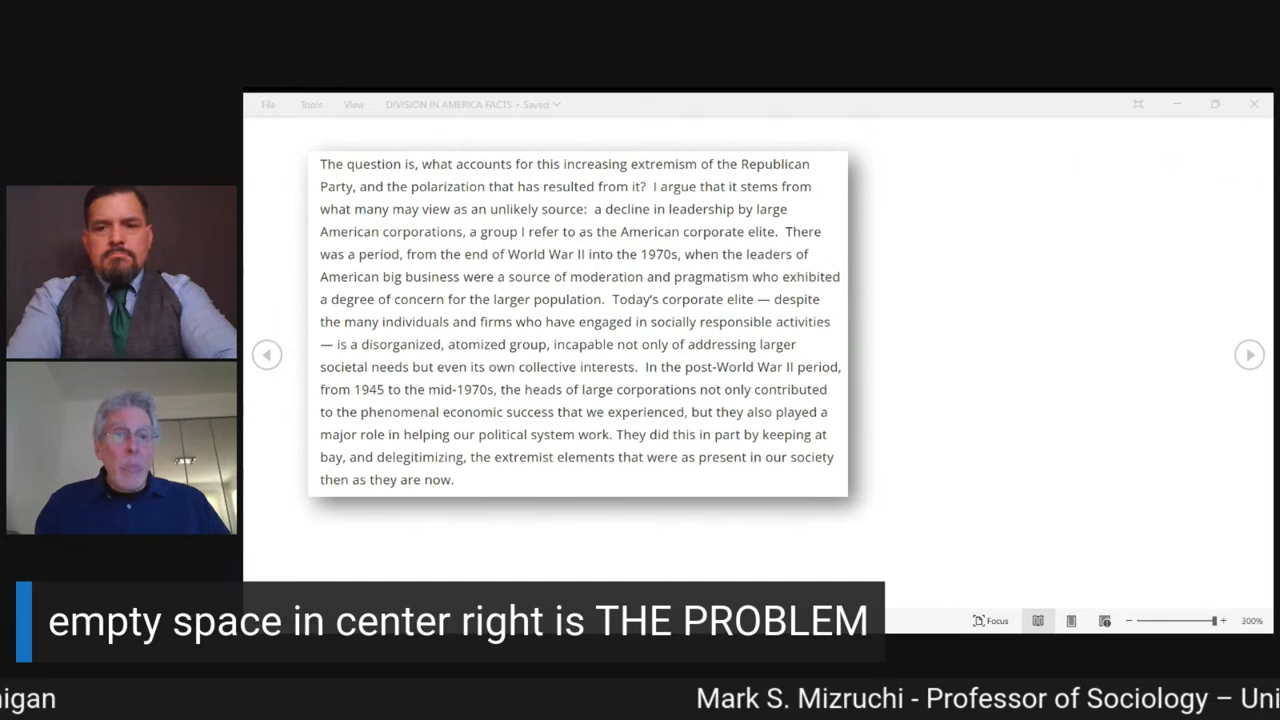 File Tools View DIVISION IN AMERICA FACTS • Saved
The question is, what accounts for this increasing extremism of the Republican
Party, and the polarization that has resulted from it? I argue that it stems from
what many may view as an unlikely source: a decline in leadership by large
American corporations, a group I refer to as the American corporate elite. There
was a period, from the end of World War II into the 1970s, when the leaders of
American big business were a source of moderation and pragmatism who exhibited
a degree of concern for the larger population. Today's corporate elite — despite
the many individuals and firms who have engaged in socially responsible activities
— is a disorganized, atomized group, incapable not only of addressing larger
societal needs but even its own collective interests. In the post-World War II period,
from 1945 to the mid-1970s, the heads of large corporations not only contributed
to the phenomenal economic success that we experienced, but they also played a
major role in helping our political system work. They did this in part by keeping at
bay, and delegitimizing, the extremist elements that were as present in our society
then as they are now.
empty space in center right is THE PROBLEM
Focus 300%
nigan Mark S. Mizruchi - Professor of Sociology – Uni